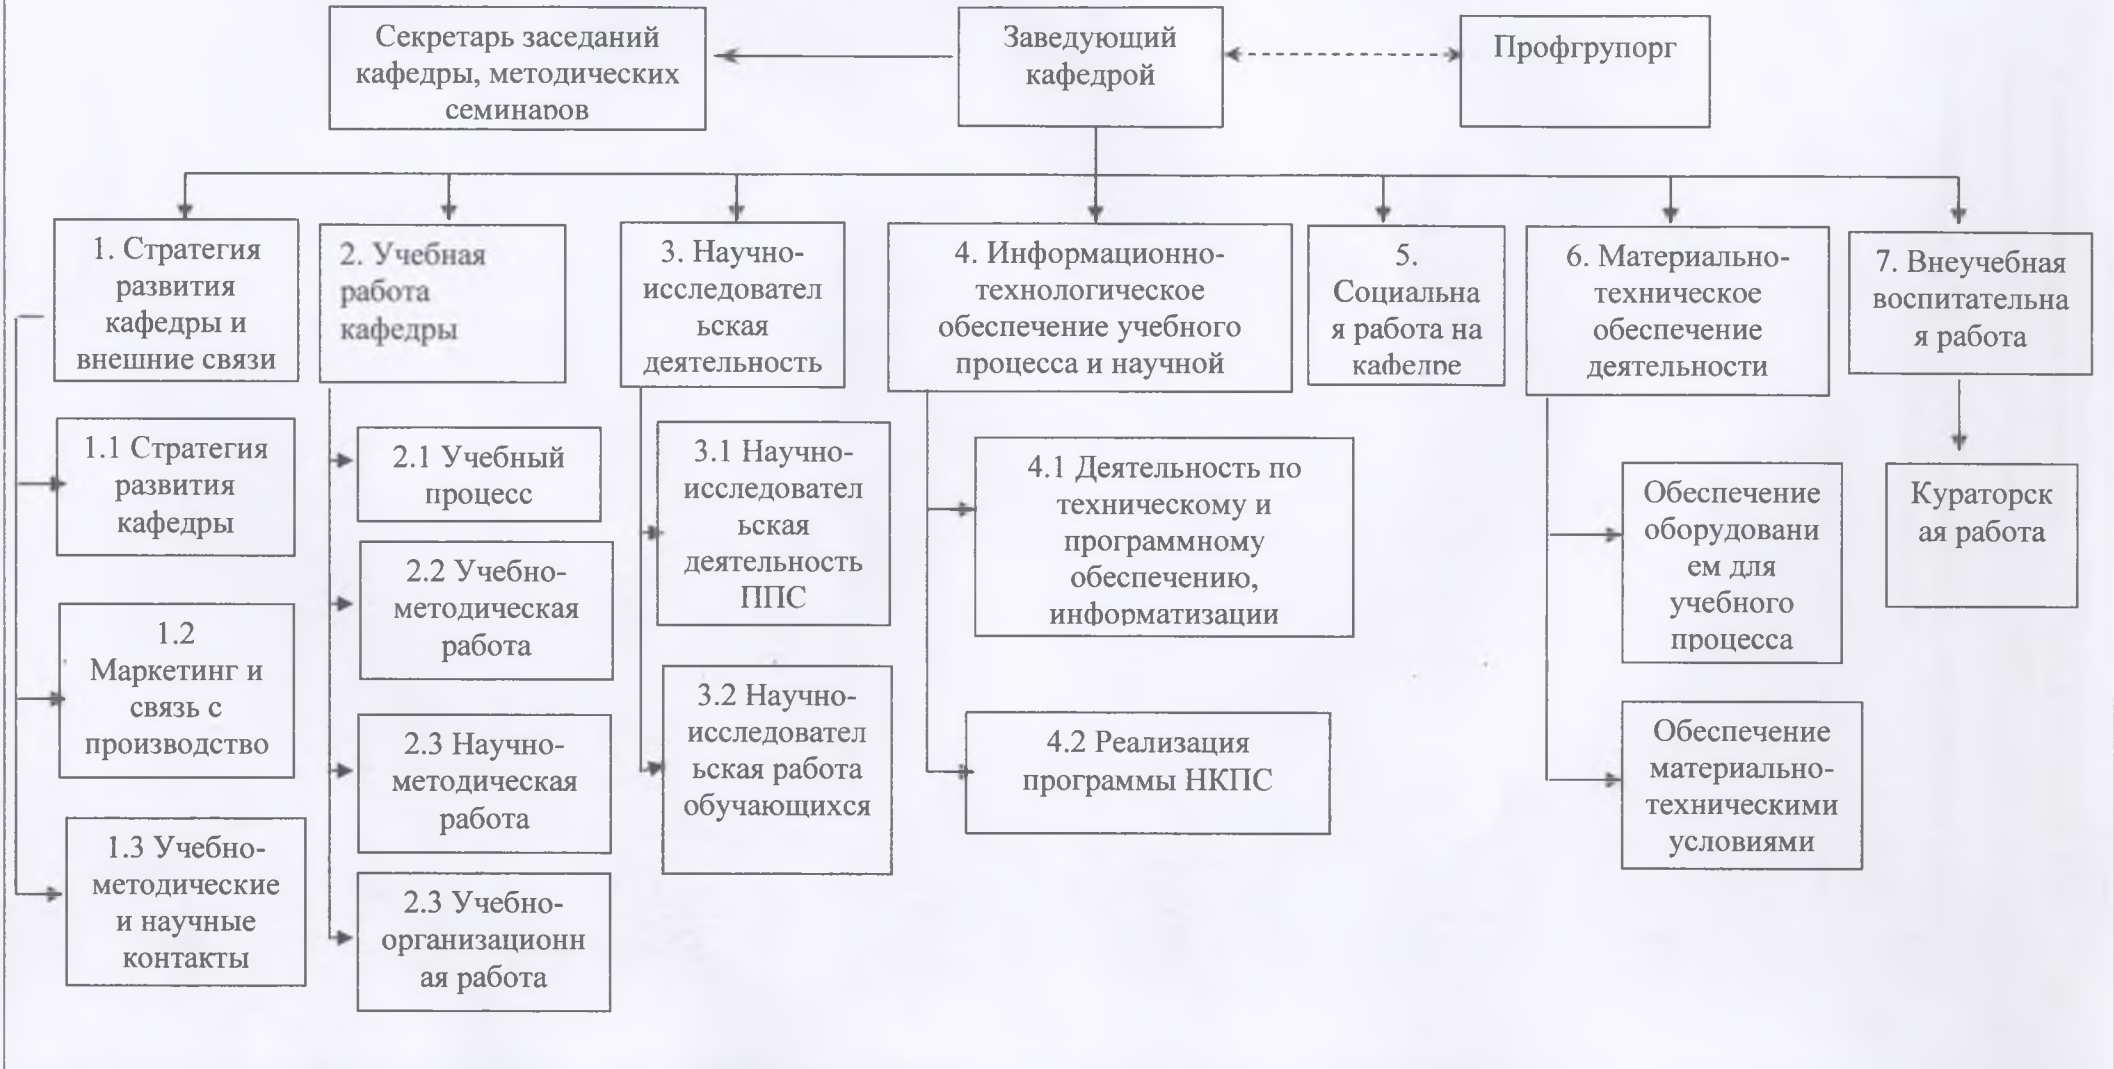 Секретарь заседаний
кафедры, методических
семинаров
Заведующий
кафедрой
Профгрупорг
1. Стратегия
развития
кафедры и
внешние связи
2. Учебная
работа
кафедры
3. Научно-
исследовател
ьская
деятельность
4. Информационно-
технологическое
обеспечение учебного
процесса и научной
5.
Социальна
я работа на
кафедре
6. Материально-
техническое
обеспечение
деятельности
7. Внеучебная
воспитательна
я работа
1.1 Стратегия
развития
кафедры
1.2
Маркетинг и
связь с
производство
1.3 Учебно-
методические
и научные
контакты
2.1 Учебный
процесс
2.2 Учебно-
методическая
работа
2.3 Научно-
методическая
работа
2.3 Учебно-
организационн
ая работа
3.1 Научно-
исследовател
ьская
деятельность
ППС
3.2 Научно-
исследовател
ьская работа
обучающихся
4.1 Деятельность по
техническому и
программному
обеспечению,
информатизации
4.2 Реализация
программы НКПС
Обеспечение
оборудовани
ем для
учебного
процесса
Обеспечение
материально-
техническими
условиями
Кураторск
ая работа